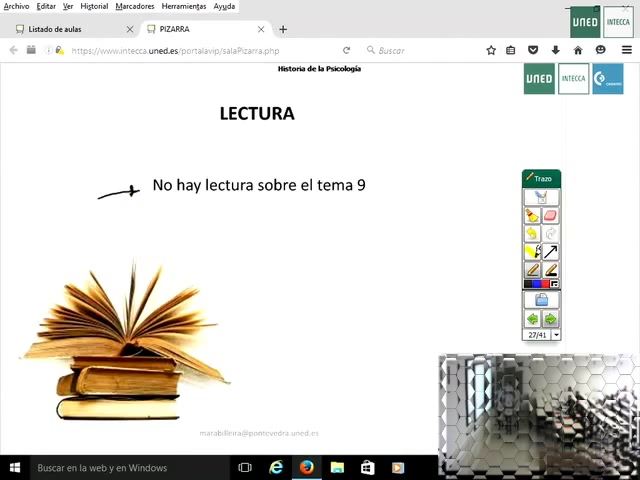 Archivo Editar Ver Historial Marcadores Herramientas Ayuda
UNED INTECCA
Listado de aulas PIZARRA
https://www.intecca.uned.es/portalavip/salaPizarra.php Buscar
Historia de la Psicología
UNED INTECCA
LECTURA
Trazo
No hay lectura sobre el tema 9
27/41
marabilleira@pontevedra.uned.es
Buscar en la web y en Windows